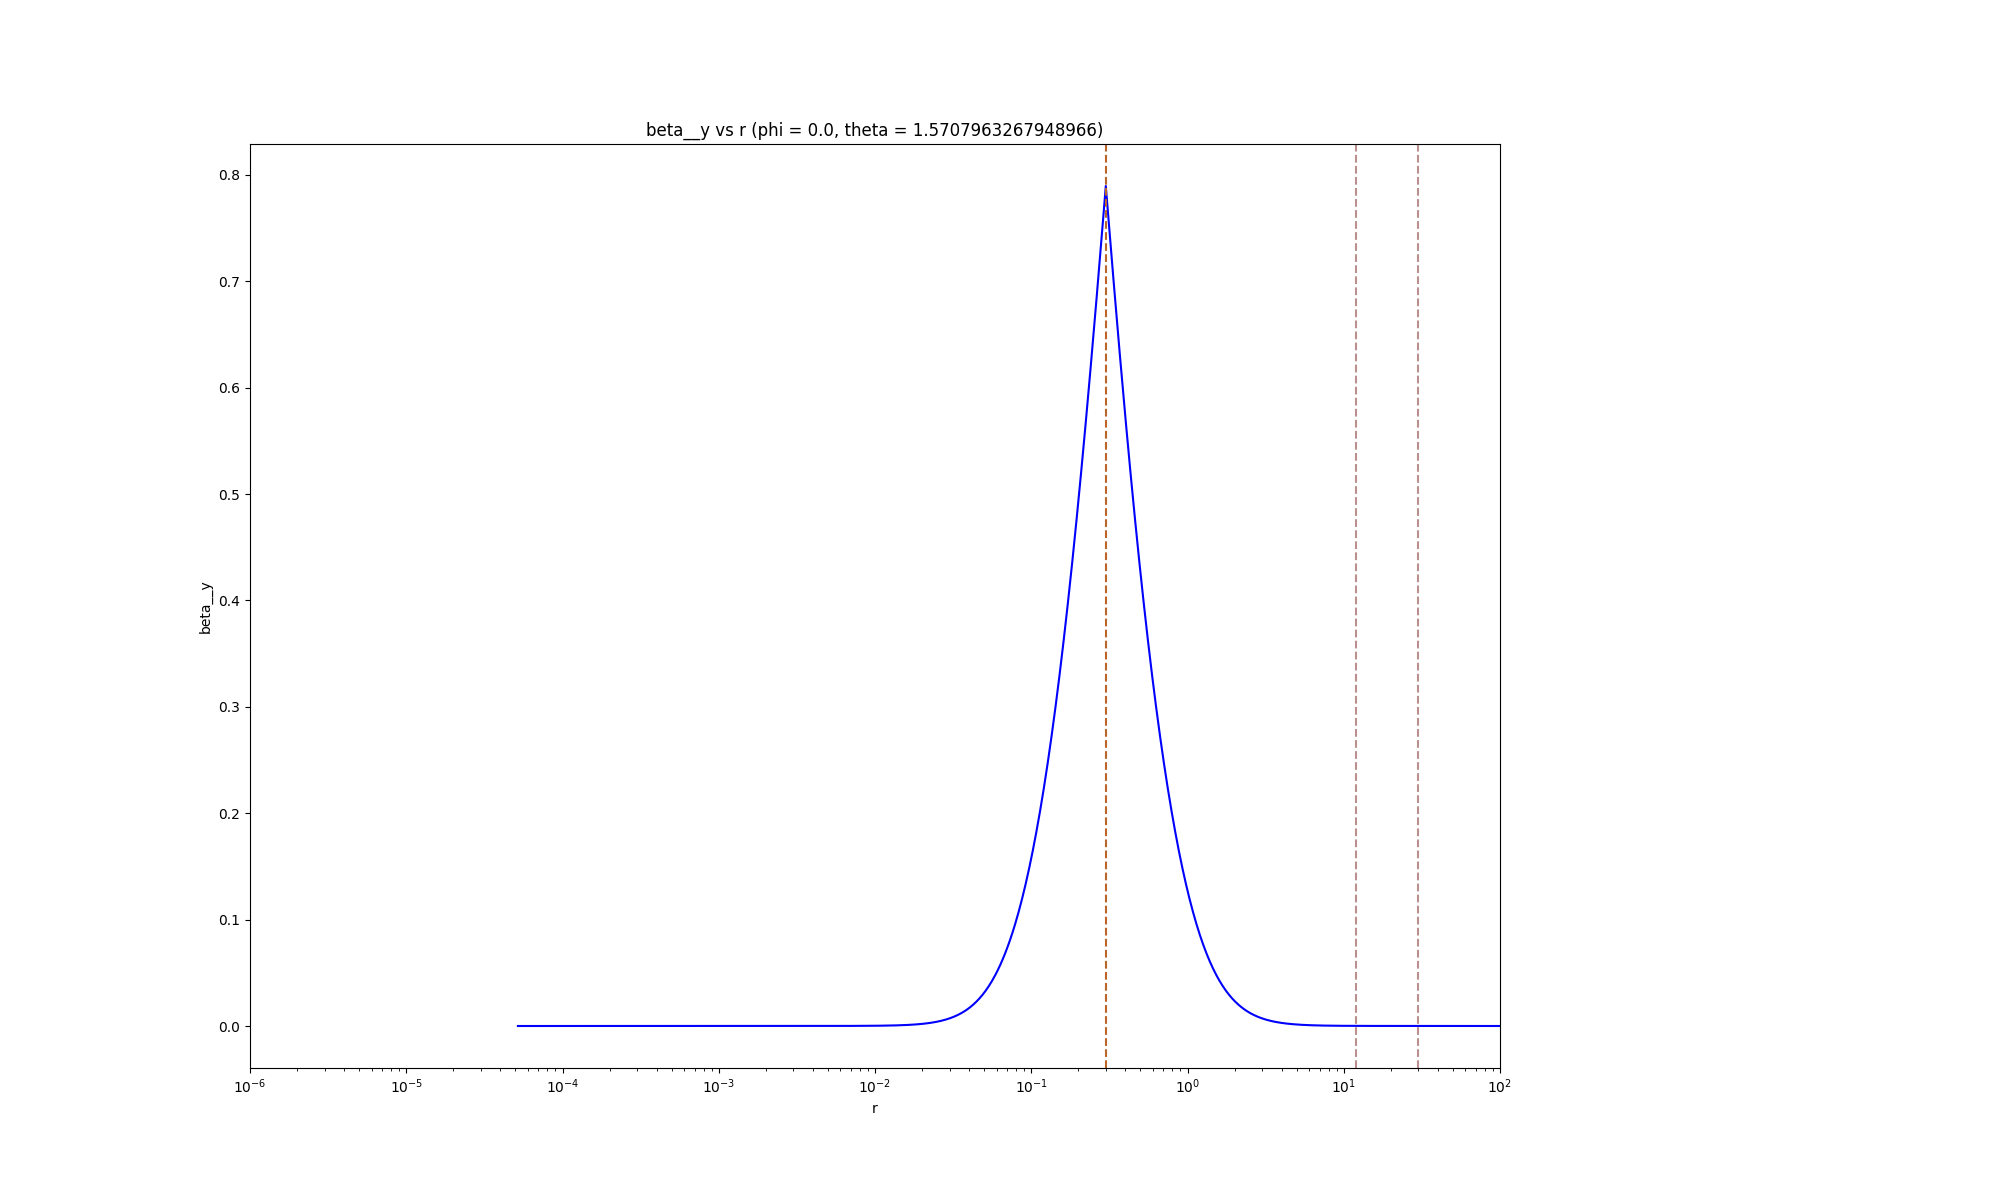 beta__y vs r (phi = 0.0, theta = 1.5707963267948966)
0.8
0.7
0.6
0.5
0.4
0.3
0.2
0.1
0.0
beta__y
10⁻⁶ 10⁻⁵ 10⁻⁴ 10⁻³ 10⁻² 10⁻¹ 10⁰ 10¹ 10²
r